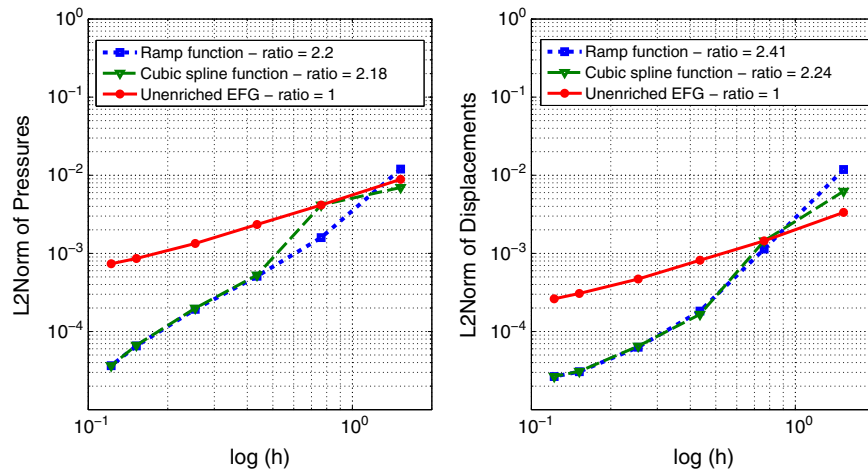 10^0
10^-1
10^-2
10^-3
10^-4
10^-1
10^0
L2Norm of Pressures
log (h)
Ramp function – ratio = 2.2
Cubic spline function – ratio = 2.18
Unenriched EFG – ratio = 1
10^0
10^-1
10^-2
10^-3
10^-4
10^-1
10^0
L2Norm of Displacements
log (h)
Ramp function – ratio = 2.41
Cubic spline function – ratio = 2.24
Unenriched EFG – ratio = 1